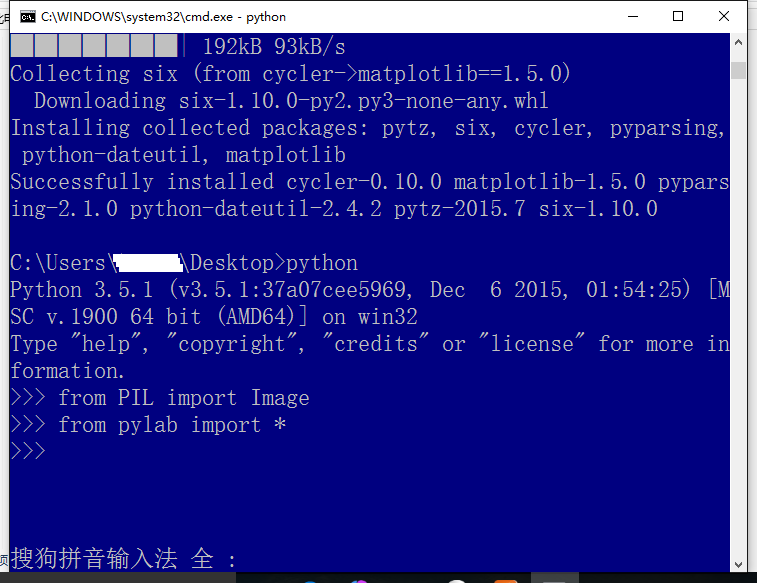 C:\WINDOWS\system32\cmd.exe - python
192kB 93kB/s
Collecting six (from cycler->matplotlib==1.5.0)
  Downloading six-1.10.0-py2.py3-none-any.whl
Installing collected packages: pytz, six, cycler, pyparsing,
 python-dateutil, matplotlib
Successfully installed cycler-0.10.0 matplotlib-1.5.0 pypars
ing-2.1.0 python-dateutil-2.4.2 pytz-2015.7 six-1.10.0
C:\Users\ \Desktop>python
Python 3.5.1 (v3.5.1:37a07cee5969, Dec  6 2015, 01:54:25) [M
SC v.1900 64 bit (AMD64)] on win32
Type "help", "copyright", "credits" or "license" for more in
formation.
>>> from PIL import Image
>>> from pylab import *
>>>
搜狗拼音输入法 全 :